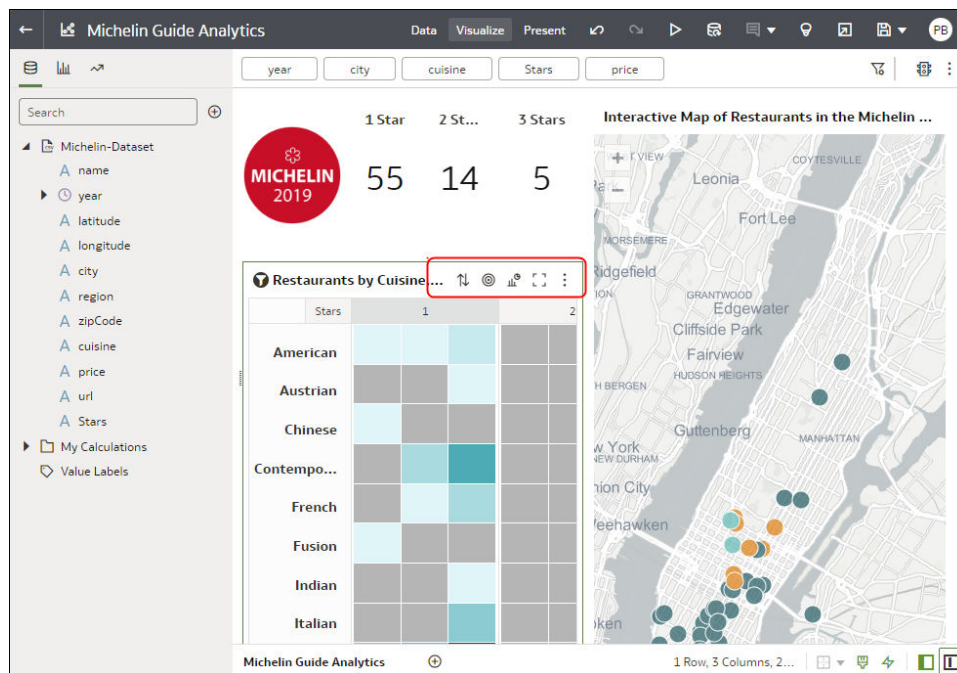 Michelin Guide Analytics
Data Visualize Present
PB
year city cuisine Stars price
Search
Michelin-Dataset
name
year
latitude
longitude
city
region
zipCode
cuisine
price
url
Stars
My Calculations
Value Labels
MICHELIN
2019
1 Star 2 St... 3 Stars
55 14 5
Restaurants by Cuisine,...
Stars 1 2
American
Austrian
Chinese
Contempo...
French
Fusion
Indian
Italian
Interactive Map of Restaurants in the Michelin ...
VIEW
COYTESVILLE
Leonia
Fort Lee
MORSEMERE
Ridgefield
GRANTWOOD
Edgewater
Cliffside Park
Fairview
HUDSON HEIGHTS
H BERGEN
Guttenberg
MANHATTAN
w York
NEW DURHAM
nion City
Weehawken
oken
Michelin Guide Analytics
1 Row, 3 Columns, 2...